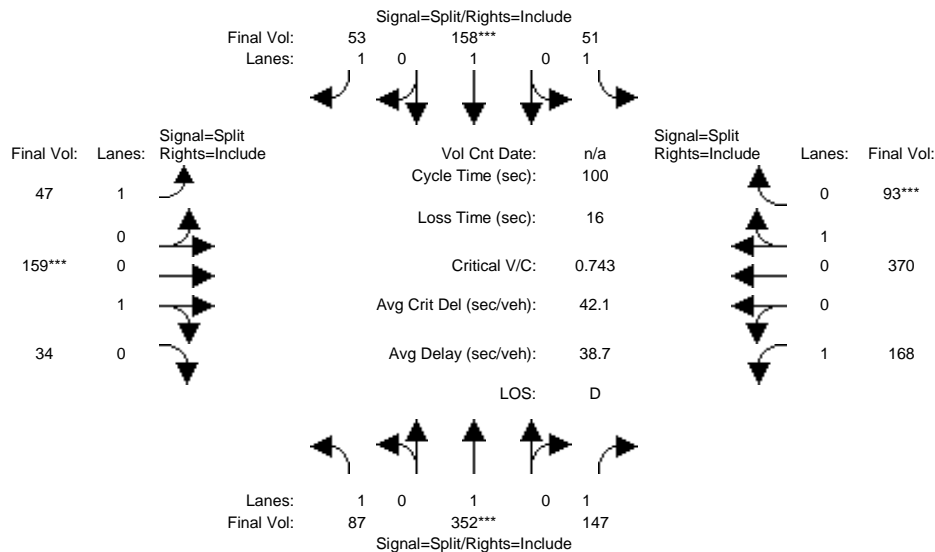 Signal=Split/Rights=Include
Final Vol: 53 158*** 51
Lanes: 1 0 1 0 1
Signal=Split
Final Vol: Lanes: Rights=Include
Vol Cnt Date: n/a
Signal=Split
Rights=Include Lanes: Final Vol:
Cycle Time (sec): 100
47 1
0 93***
Loss Time (sec): 16
0
1
159*** 0
Critical V/C: 0.743
0 370
1
Avg Crit Del (sec/veh): 42.1
0
34 0
Avg Delay (sec/veh): 38.7
1 168
LOS: D
Lanes: 1 0 1 0 1
Final Vol: 87 352*** 147
Signal=Split/Rights=Include